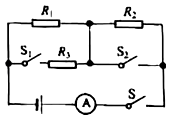 R₁ R₂
S₁ R₃ S₂
A S